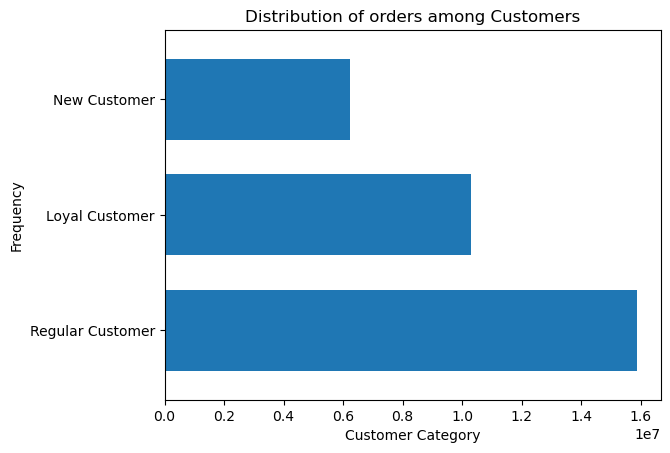 Distribution of orders among Customers
New Customer
Loyal Customer
Regular Customer
Frequency
0.0 0.2 0.4 0.6 0.8 1.0 1.2 1.4 1.6
1e7
Customer Category